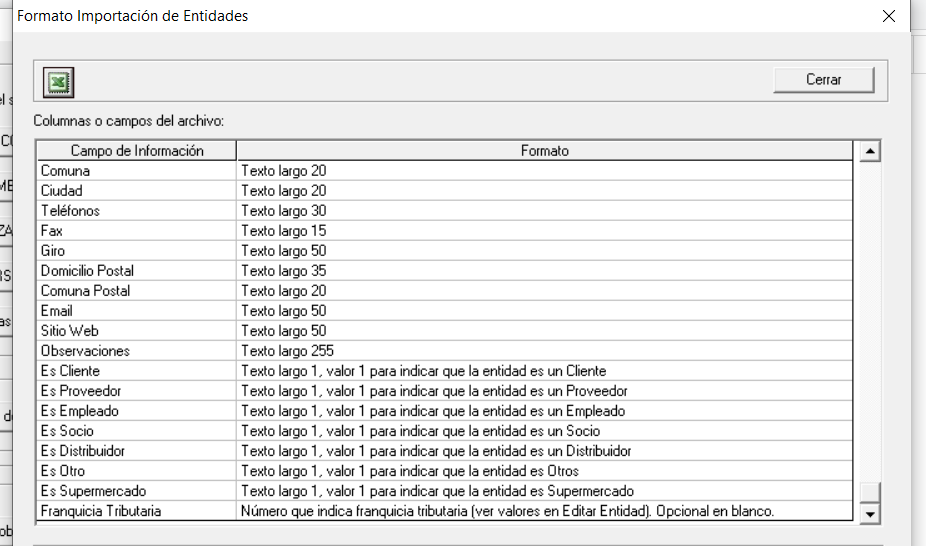 Formato Importación de Entidades
Cerrar
Columnas o campos del archivo:
Campo de Información Formato
Comuna Texto largo 20
Ciudad Texto largo 20
Teléfonos Texto largo 30
Fax Texto largo 15
Giro Texto largo 50
Domicilio Postal Texto largo 35
Comuna Postal Texto largo 20
Email Texto largo 50
Sitio Web Texto largo 50
Observaciones Texto largo 255
Es Cliente Texto largo 1, valor 1 para indicar que la entidad es un Cliente
Es Proveedor Texto largo 1, valor 1 para indicar que la entidad es un Proveedor
Es Empleado Texto largo 1, valor 1 para indicar que la entidad es un Empleado
Es Socio Texto largo 1, valor 1 para indicar que la entidad es un Socio
Es Distribuidor Texto largo 1, valor 1 para indicar que la entidad es un Distribuidor
Es Otro Texto largo 1, valor 1 para indicar que la entidad es Otros
Es Supermercado Texto largo 1, valor 1 para indicar que la entidad es Supermercado
Franquicia Tributaria Número que indica franquicia tributaria (ver valores en Editar Entidad). Opcional en blanco.